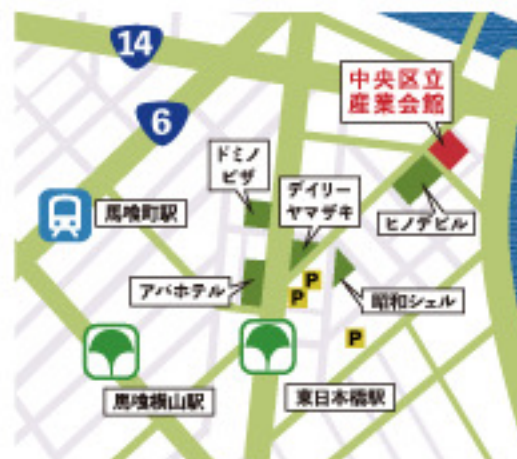 14
中央区立
産業会館
6
ドミノ
ピザ
デイリー
ヤマザキ
馬喰町駅
ヒノデビル
アパホテル
P
P
昭和シェル
P
馬喰横山駅
東日本橋駅